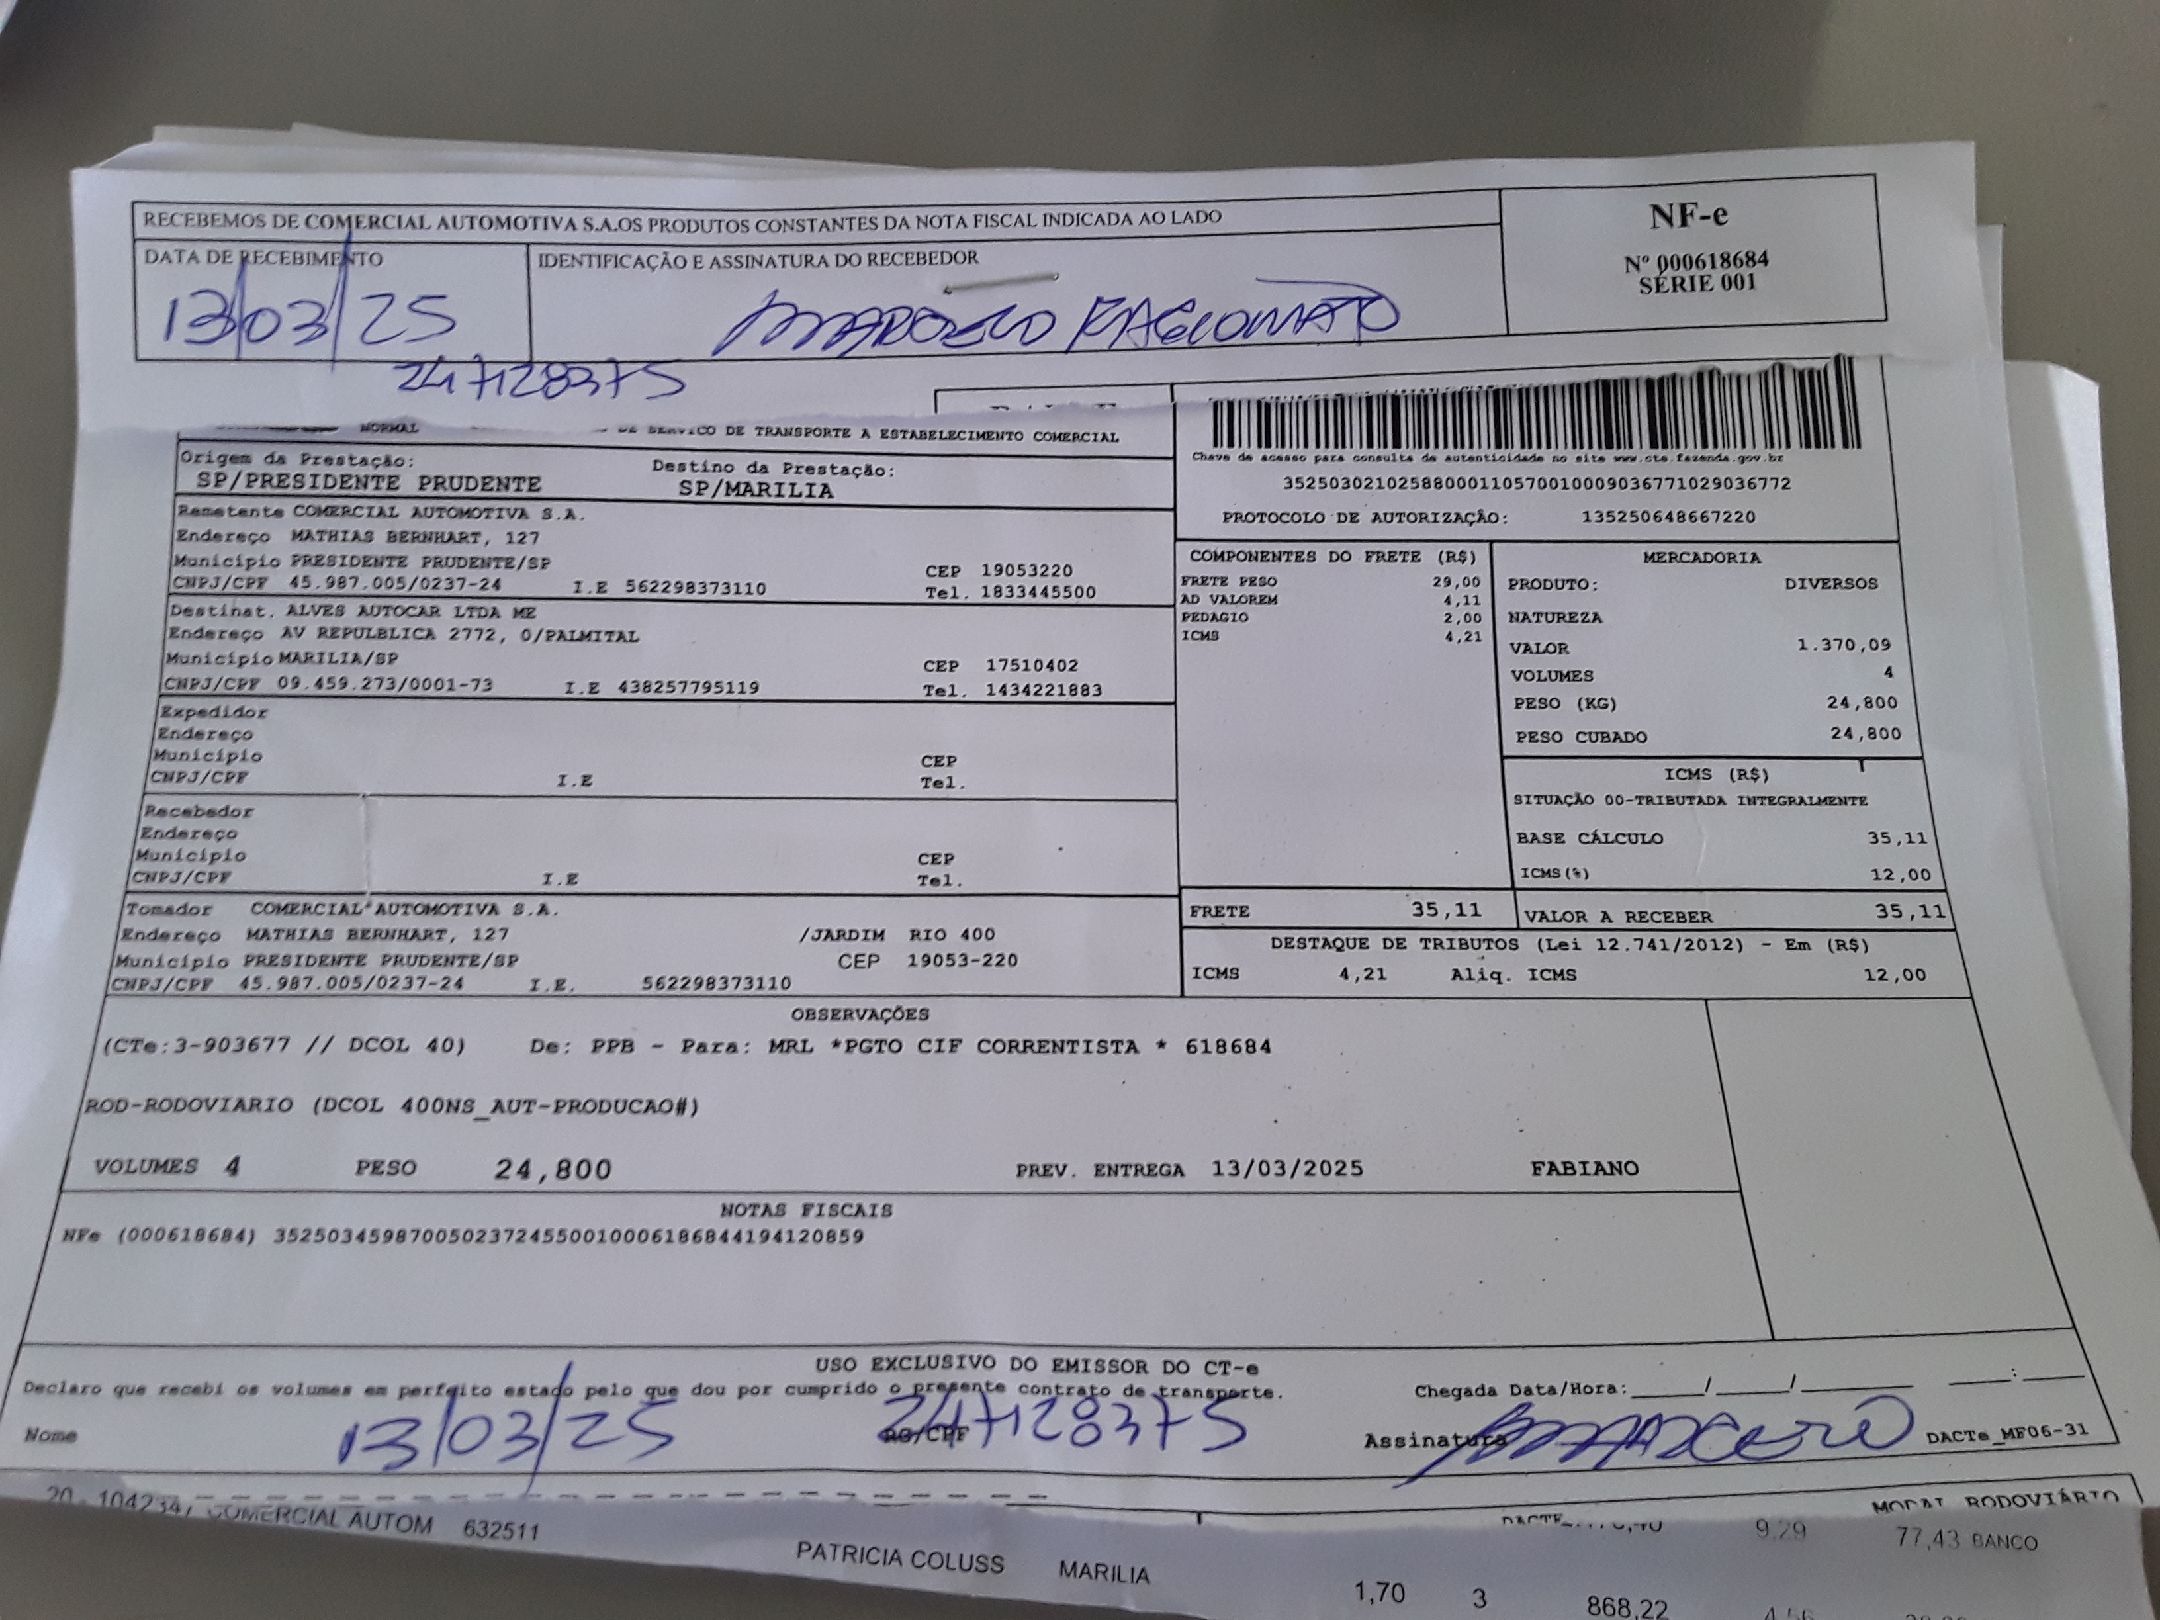 RECEBEMOS DE COMERCIAL AUTOMOTIVA S.A.OS PRODUTOS CONSTANTES DA NOTA FISCAL INDICADA AO LADO
NF-e
Nº 000618684
SÉRIE 001
DATA DE RECEBIMENTO
IDENTIFICAÇÃO E ASSINATURA DO RECEBEDOR
13/03/25
247128375
NORMAL DE SERVICO DE TRANSPORTE A ESTABELECIMENTO COMERCIAL
Origem da Prestação: Destino da Prestação:
SP/PRESIDENTE PRUDENTE SP/MARILIA
Chave de acesso para consulta de autenticidade no site www.cte.fazenda.gov.br
35250302102588000110570010009036771029036772
PROTOCOLO DE AUTORIZAÇÃO: 135250648667220
Remetente COMERCIAL AUTOMOTIVA S.A.
Endereço MATHIAS BERNHART, 127
Município PRESIDENTE PRUDENTE/SP CEP 19053220
CNPJ/CPF 45.987.005/0237-24 I.E 562298373110 Tel. 1833445500
Destinat. ALVES AUTOCAR LTDA ME
Endereço AV REPULBLICA 2772, 0/PALMITAL
Município MARILIA/SP CEP 17510402
CNPJ/CPF 09.459.273/0001-73 I.E 438257795119 Tel. 1434221883
Expedidor
Endereço
Município CEP
CNPJ/CPF I.E Tel.
Recebedor
Endereço
Município CEP
CNPJ/CPF I.E Tel.
Tomador COMERCIAL AUTOMOTIVA S.A.
Endereço MATHIAS BERNHART, 127 /JARDIM RIO 400
Município PRESIDENTE PRUDENTE/SP CEP 19053-220
CNPJ/CPF 45.987.005/0237-24 I.E. 562298373110
COMPONENTES DO FRETE (R$)
FRETE PESO 29,00
AD VALOREM 4,11
PEDAGIO 2,00
ICMS 4,21
MERCADORIA
PRODUTO: DIVERSOS
NATUREZA
VALOR 1.370,09
VOLUMES 4
PESO (KG) 24,800
PESO CUBADO 24,800
ICMS (R$)
SITUAÇÃO 00-TRIBUTADA INTEGRALMENTE
BASE CÁLCULO 35,11
ICMS(%) 12,00
FRETE 35,11 VALOR A RECEBER 35,11
DESTAQUE DE TRIBUTOS (Lei 12.741/2012) - Em (R$)
ICMS 4,21 Aliq. ICMS 12,00
OBSERVAÇÕES
(CTe:3-903677 // DCOL 40) De: PPB - Para: MRL *PGTO CIF CORRENTISTA * 618684
ROD-RODOVIARIO (DCOL 400NS_AUT-PRODUCAO#)
VOLUMES 4 PESO 24,800 PREV. ENTREGA 13/03/2025 FABIANO
NOTAS FISCAIS
NFe (000618684) 35250345987005023724550010006186844194120859
USO EXCLUSIVO DO EMISSOR DO CT-e
Declaro que recebi os volumes em perfeito estado pelo que dou por cumprido o presente contrato de transporte. Chegada Data/Hora:_____/_____/_______ ___:___
Nome 13/03/25 RG/CPF 247128375 Assinatura DACTe_MF06-31
MODAL RODOVIÁRIO
20 1042347 COMERCIAL AUTOM 632511 9,29 77,43 BANCO
PATRICIA COLUSS MARILIA 1,70 3 868,22